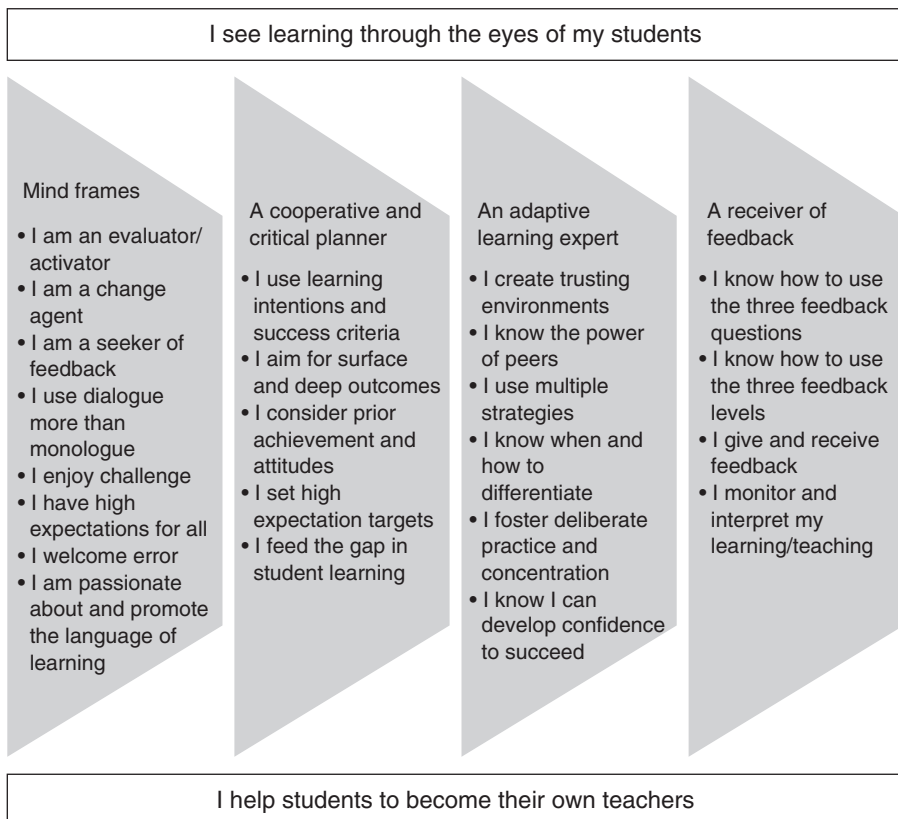 I see learning through the eyes of my students
Mind frames
• I am an evaluator/
activator
• I am a change
agent
• I am a seeker of
feedback
• I use dialogue
more than
monologue
• I enjoy challenge
• I have high
expectations for all
• I welcome error
• I am passionate
about and promote
the language of
learning
A cooperative and
critical planner
• I use learning
intentions and
success criteria
• I aim for surface
and deep outcomes
• I consider prior
achievement and
attitudes
• I set high
expectation targets
• I feed the gap in
student learning
An adaptive
learning expert
• I create trusting
environments
• I know the power
of peers
• I use multiple
strategies
• I know when and
how to
differentiate
• I foster deliberate
practice and
concentration
• I know I can
develop confidence
to succeed
A receiver of
feedback
• I know how to use
the three feedback
questions
• I know how to use
the three feedback
levels
• I give and receive
feedback
• I monitor and
interpret my
learning/teaching
I help students to become their own teachers